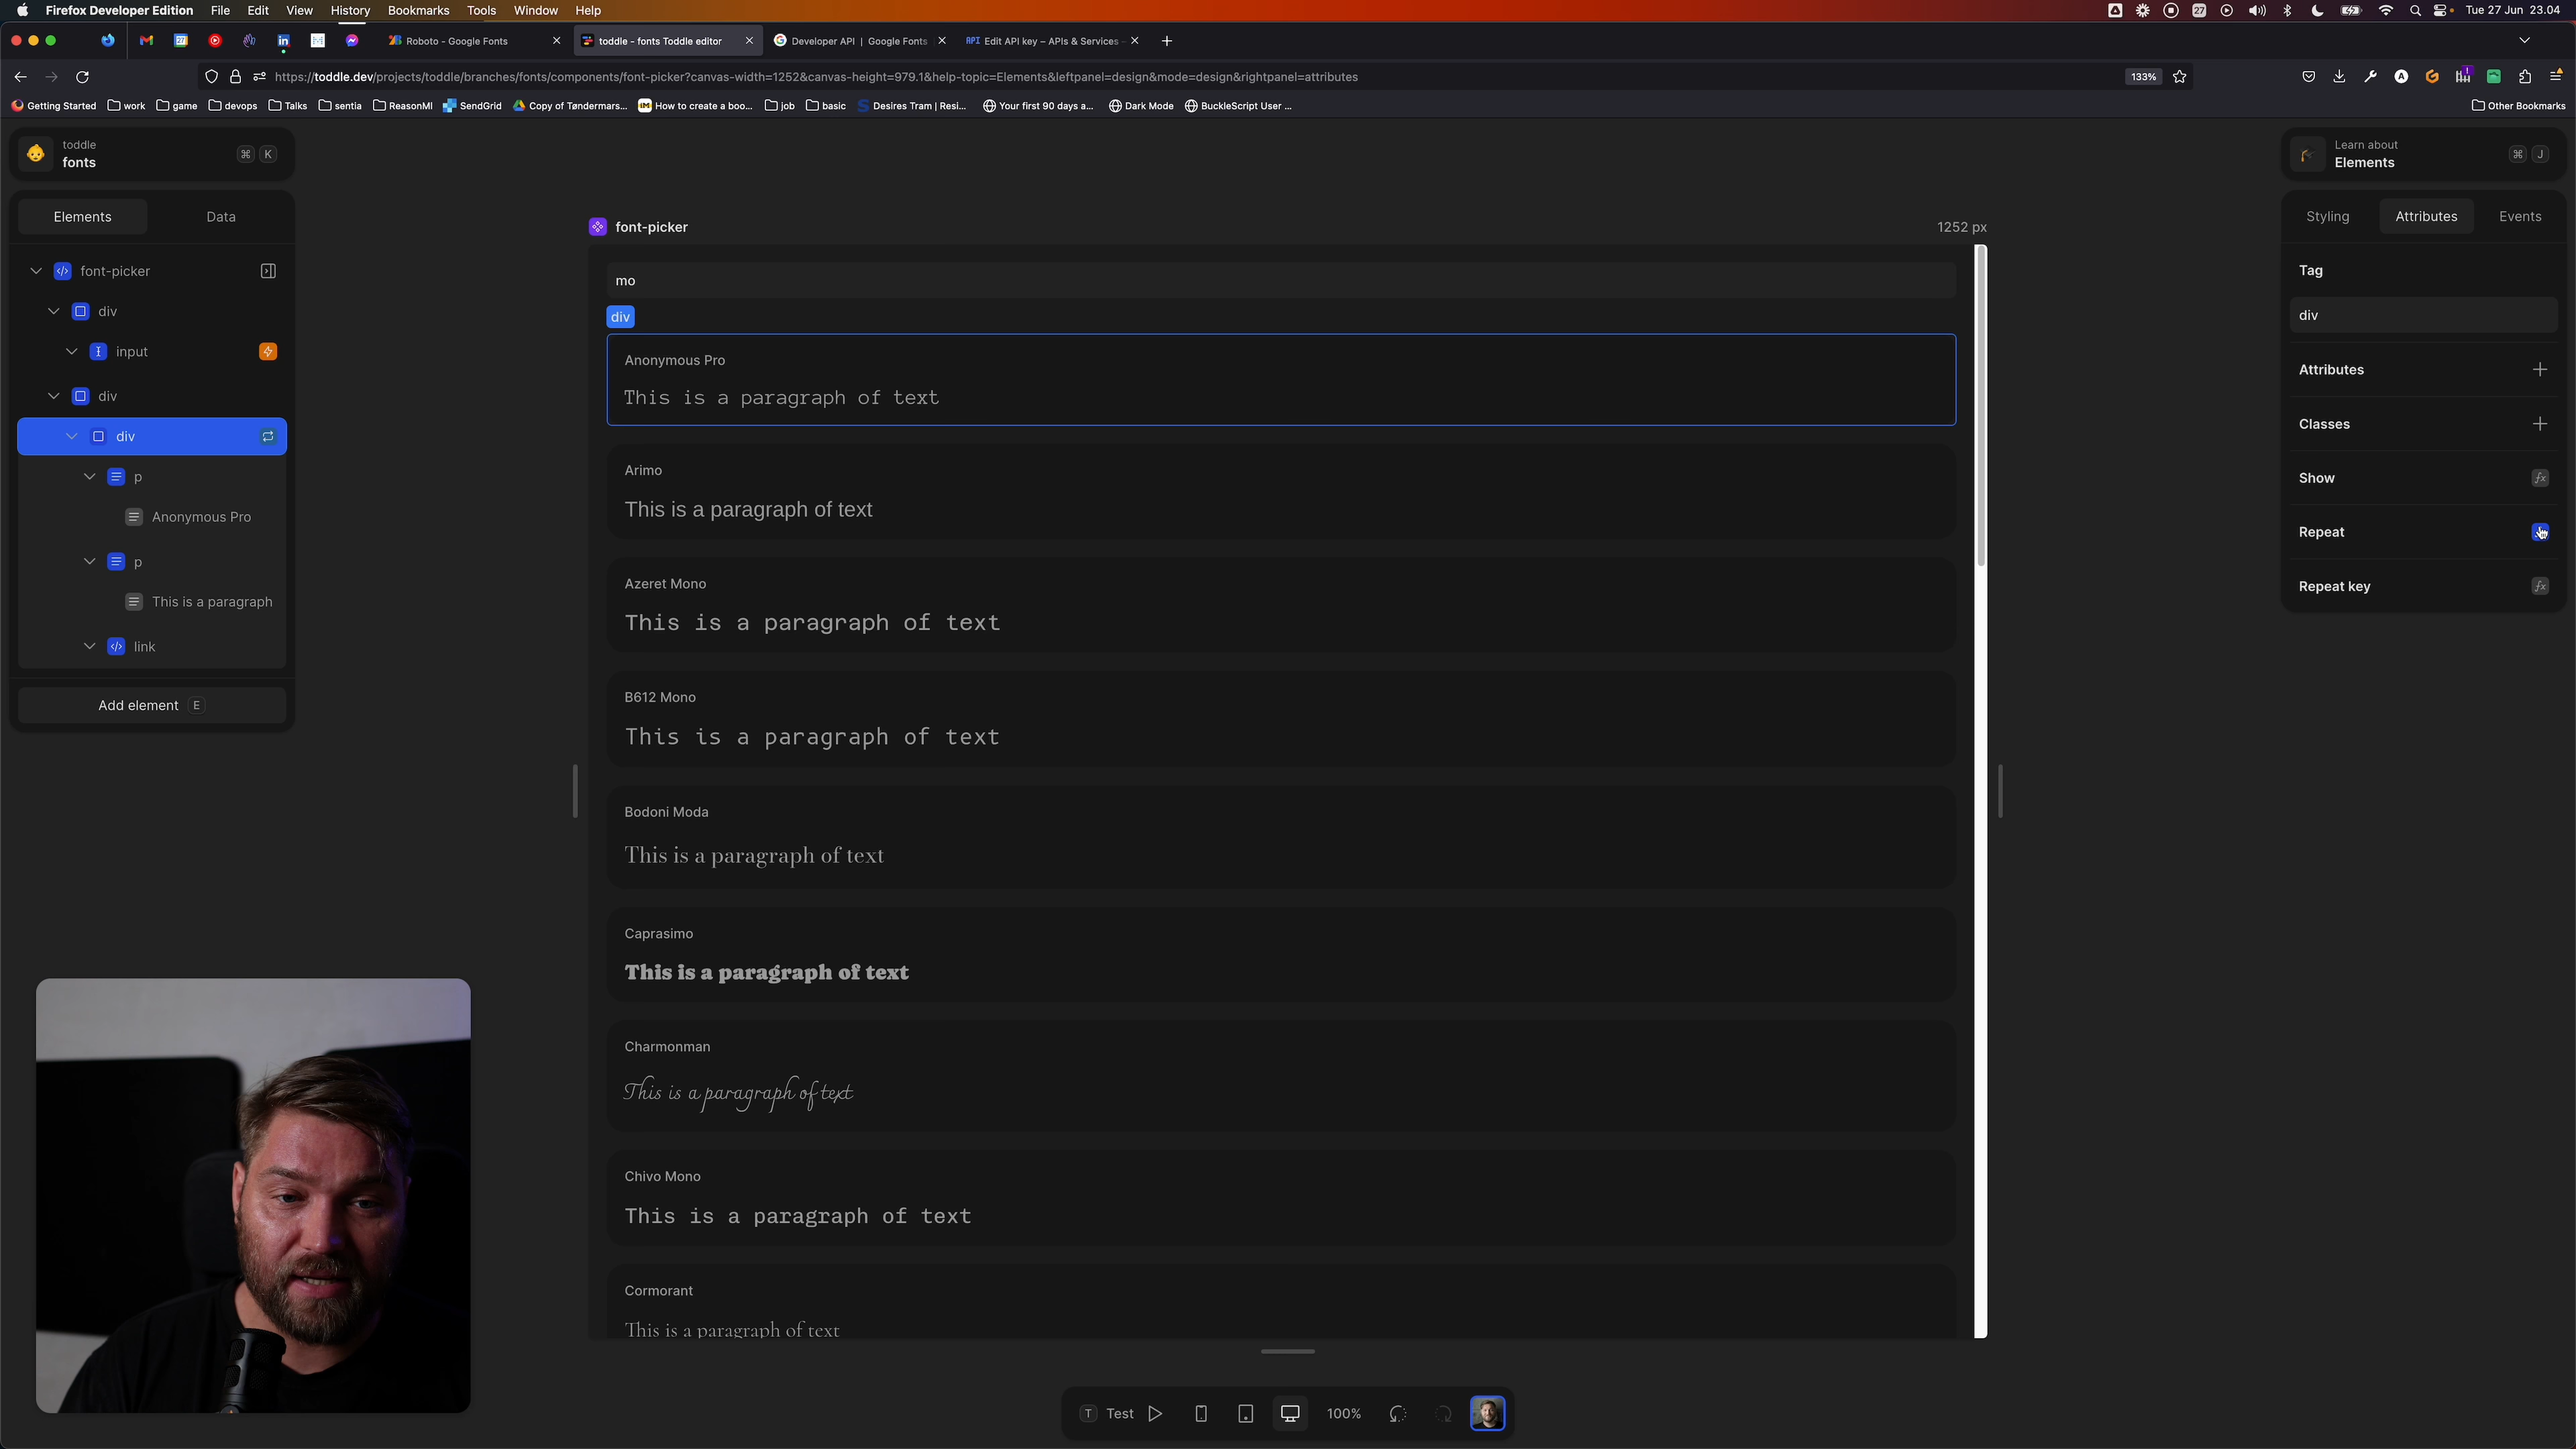 Firefox Developer Edition File Edit View History Bookmarks Tools Window Help
27
Tue 27 Jun 23.04
27
Roboto - Google Fonts
toddle - fonts Toddle editor
Developer API | Google Fonts
API Edit API key – APIs & Services
https://toddle.dev/projects/toddle/branches/fonts/components/font-picker?canvas-width=1252&canvas-height=979.1&help-topic=Elements&leftpanel=design&mode=design&rightpanel=attributes
133%
Getting Started work game devops Talks sentia ReasonMl SendGrid Copy of Tøndermars... How to create a boo... job basic Desires Tram | Resi... Your first 90 days a... Dark Mode BuckleScript User ... Other Bookmarks
toddle
fonts
⌘ K
Elements Data
font-picker
div
input
div
div
p
Anonymous Pro
p
This is a paragraph
link
Add element E
font-picker 1252 px
mo
div
Anonymous Pro
This is a paragraph of text
Arimo
This is a paragraph of text
Azeret Mono
This is a paragraph of text
B612 Mono
This is a paragraph of text
Bodoni Moda
This is a paragraph of text
Caprasimo
This is a paragraph of text
Charmonman
This is a paragraph of text
Chivo Mono
This is a paragraph of text
Cormorant
This is a paragraph of text
T Test 100%
Learn about
Elements
⌘ J
Styling Attributes Events
Tag
div
Attributes
Classes
Show fx
Repeat
Repeat key fx